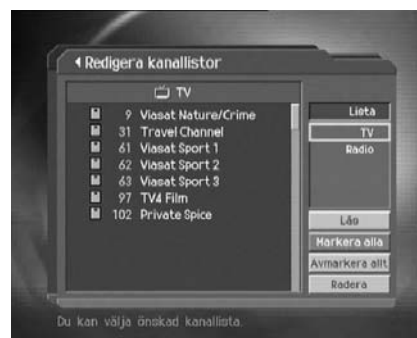 Redigera kanallistor
TV
9 Viasat Nature/Crime
31 Travel Channel
61 Viasat Sport 1
62 Viasat Sport 2
63 Viasat Sport 3
97 TV4 Film
102 Private Spice
Lista
TV
Radio
Lås
Markera alla
Avmarkera allt
Radera
Du kan välja önskad kanallista.